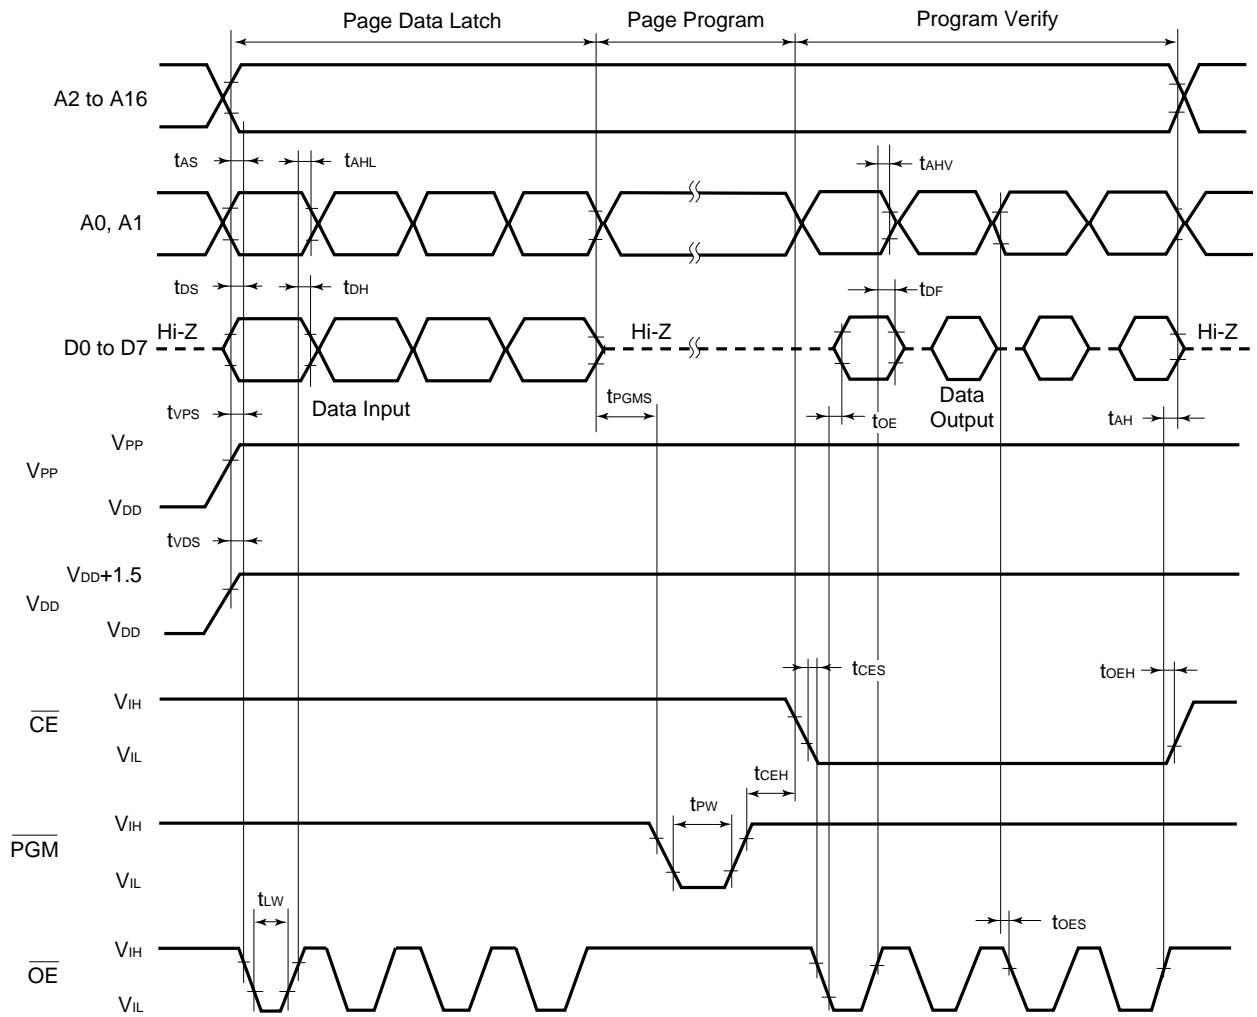 Page Data Latch Page Program Program Verify
A2 to A16
tAS tAHL tAHV
A0, A1
tDS tDH tDF
Hi-Z Hi-Z Hi-Z
D0 to D7
Data Input Data Output
tVPS tPGMS tOE tAH
VPP
VPP
VDD
tVDS
VDD+1.5
VDD
VDD
tCES tOEH
VIH
CE
VIL
tCEH
tPW
VIH
PGM
VIL
tLW
tOES
VIH
OE
VIL